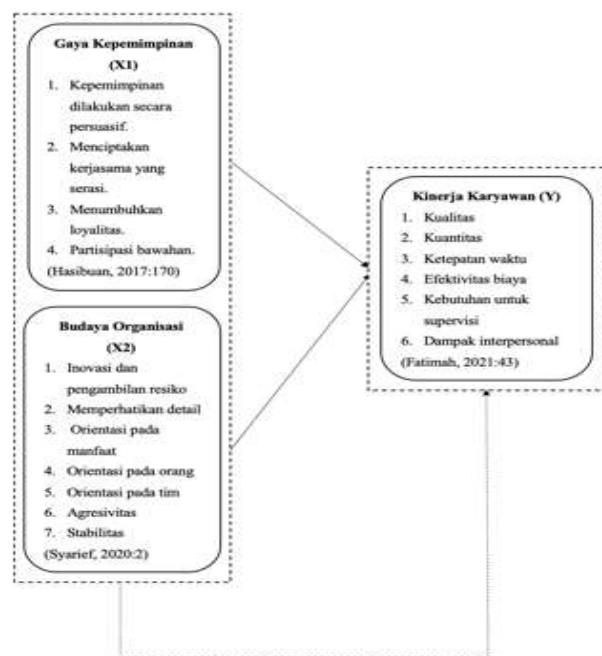 Gaya Kepemimpinan
(X1)
1. Kepemimpinan
dilakukan secara
persuasif.
2. Menciptakan
kerjasama yang
serasi.
3. Menumbuhkan
loyalitas.
4. Partisipasi bawahan.
(Hasibuan, 2017:170)
Budaya Organisasi
(X2)
1. Inovasi dan
pengambilan resiko
2. Memperhatikan detail
3. Orientasi pada
manfaat
4. Orientasi pada orang
5. Orientasi pada tim
6. Agresivitas
7. Stabilitas
(Syarief, 2020:2)
Kinerja Karyawan (Y)
1. Kualitas
2. Kuantitas
3. Ketepatan waktu
4. Efektivitas biaya
5. Kebutuhan untuk
supervisi
6. Dampak interpersonal
(Fatimah, 2021:43)